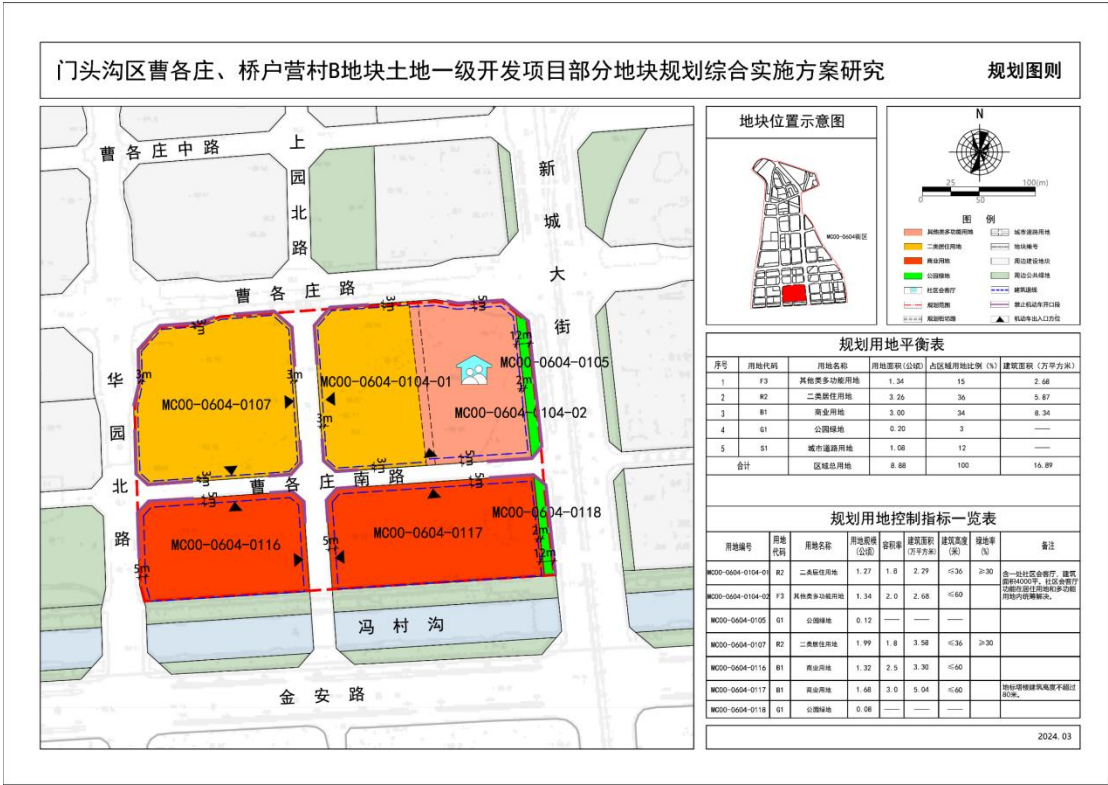 门头沟区曹各庄、桥户营村B地块土地一级开发项目部分地块规划综合实施方案研究 规划图则
曹各庄中路
上园北路
新城大街
曹各庄路
华园北路
曹各庄南路
冯村沟
金安路
MC00-0604-0107
MC00-0604-0104-01
MC00-0604-0105
MC00-0604-0104-02
MC00-0604-0116
MC00-0604-0117
MC00-0604-0118
3m
3m
5m
3m
3m
3m
12m
2m
3m
3m
5m
3m
5m
5m
5m
5m
2m
12m
地块位置示意图
MC00-0604街区
N
25 100(m)
0 50
图 例
其他类多功能用地 城市道路用地
二类居住用地 地块编号
商业用地 周边建设地块
公园绿地 周边公共绿地
社区会客厅 建筑退线
规划范围 禁止机动车开口段
规划街坊路 机动车出入口方位
规划用地平衡表
序号 用地代码 用地名称 用地面积(公顷) 占区域用地比例 (%) 建筑面积 (万平方米)
1 F3 其他类多功能用地 1.34 15 2.68
2 R2 二类居住用地 3.26 36 5.87
3 B1 商业用地 3.00 34 8.34
4 G1 公园绿地 0.20 3 ——
5 S1 城市道路用地 1.08 12 ——
合计 区域总用地 8.88 100 16.89
规划用地控制指标一览表
用地编号 用地代码 用地名称 用地规模(公顷) 容积率 建筑面积(万平方米) 建筑高度(米) 绿地率(%) 备注
MC00-0604-0104-01 R2 二类居住用地 1.27 1.8 2.29 ≤36 ≥30 含一处社区会客厅，建筑面积4000平。社区会客厅功能在居住用地和多功能用地内统筹解决。
MC00-0604-0104-02 F3 其他类多功能用地 1.34 2.0 2.68 ≤60
MC00-0604-0105 G1 公园绿地 0.12 —— —— ——
MC00-0604-0107 R2 二类居住用地 1.99 1.8 3.58 ≤36 ≥30
MC00-0604-0116 B1 商业用地 1.32 2.5 3.30 ≤60
MC00-0604-0117 B1 商业用地 1.68 3.0 5.04 ≤60 地标塔楼建筑高度不超过80米。
MC00-0604-0118 G1 公园绿地 0.08 —— —— ——
2024.03